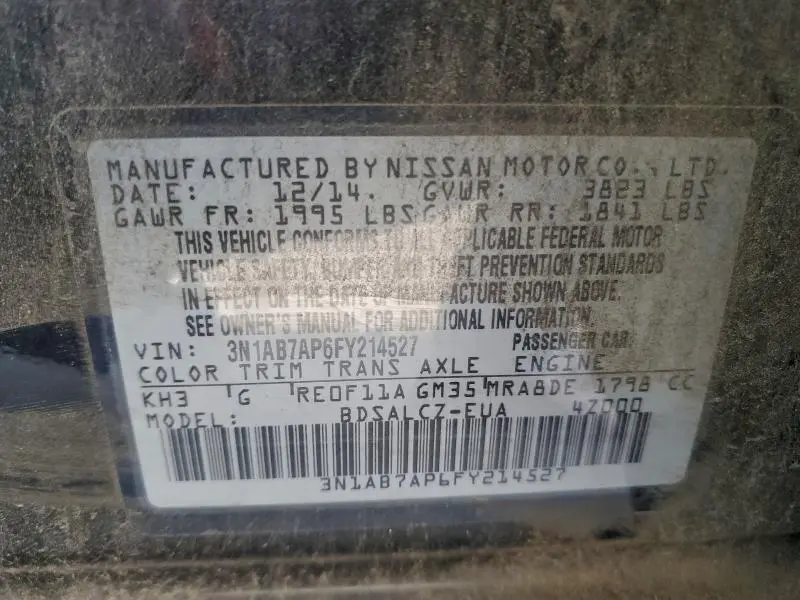 MANUFACTURED BY NISSAN MOTOR CO., LTD.
DATE: 12/14. GVWR: 3823 LBS
GAWR FR: 1995 LBS GAWR RR: 1841 LBS
THIS VEHICLE CONFORMS TO ALL APPLICABLE FEDERAL MOTOR
VEHICLE SAFETY, BUMPER, AND THEFT PREVENTION STANDARDS
IN EFFECT ON THE DATE OF MANUFACTURE SHOWN ABOVE.
SEE OWNER'S MANUAL FOR ADDITIONAL INFORMATION.
VIN: 3N1AB7AP6FY214527 PASSENGER CAR
COLOR TRIM TRANS AXLE ENGINE
KH3 G RE0F11A GM35 MRA8DE 1798 CC
MODEL: BDSALCZ-EUA 4Z000
3N1AB7AP6FY214527